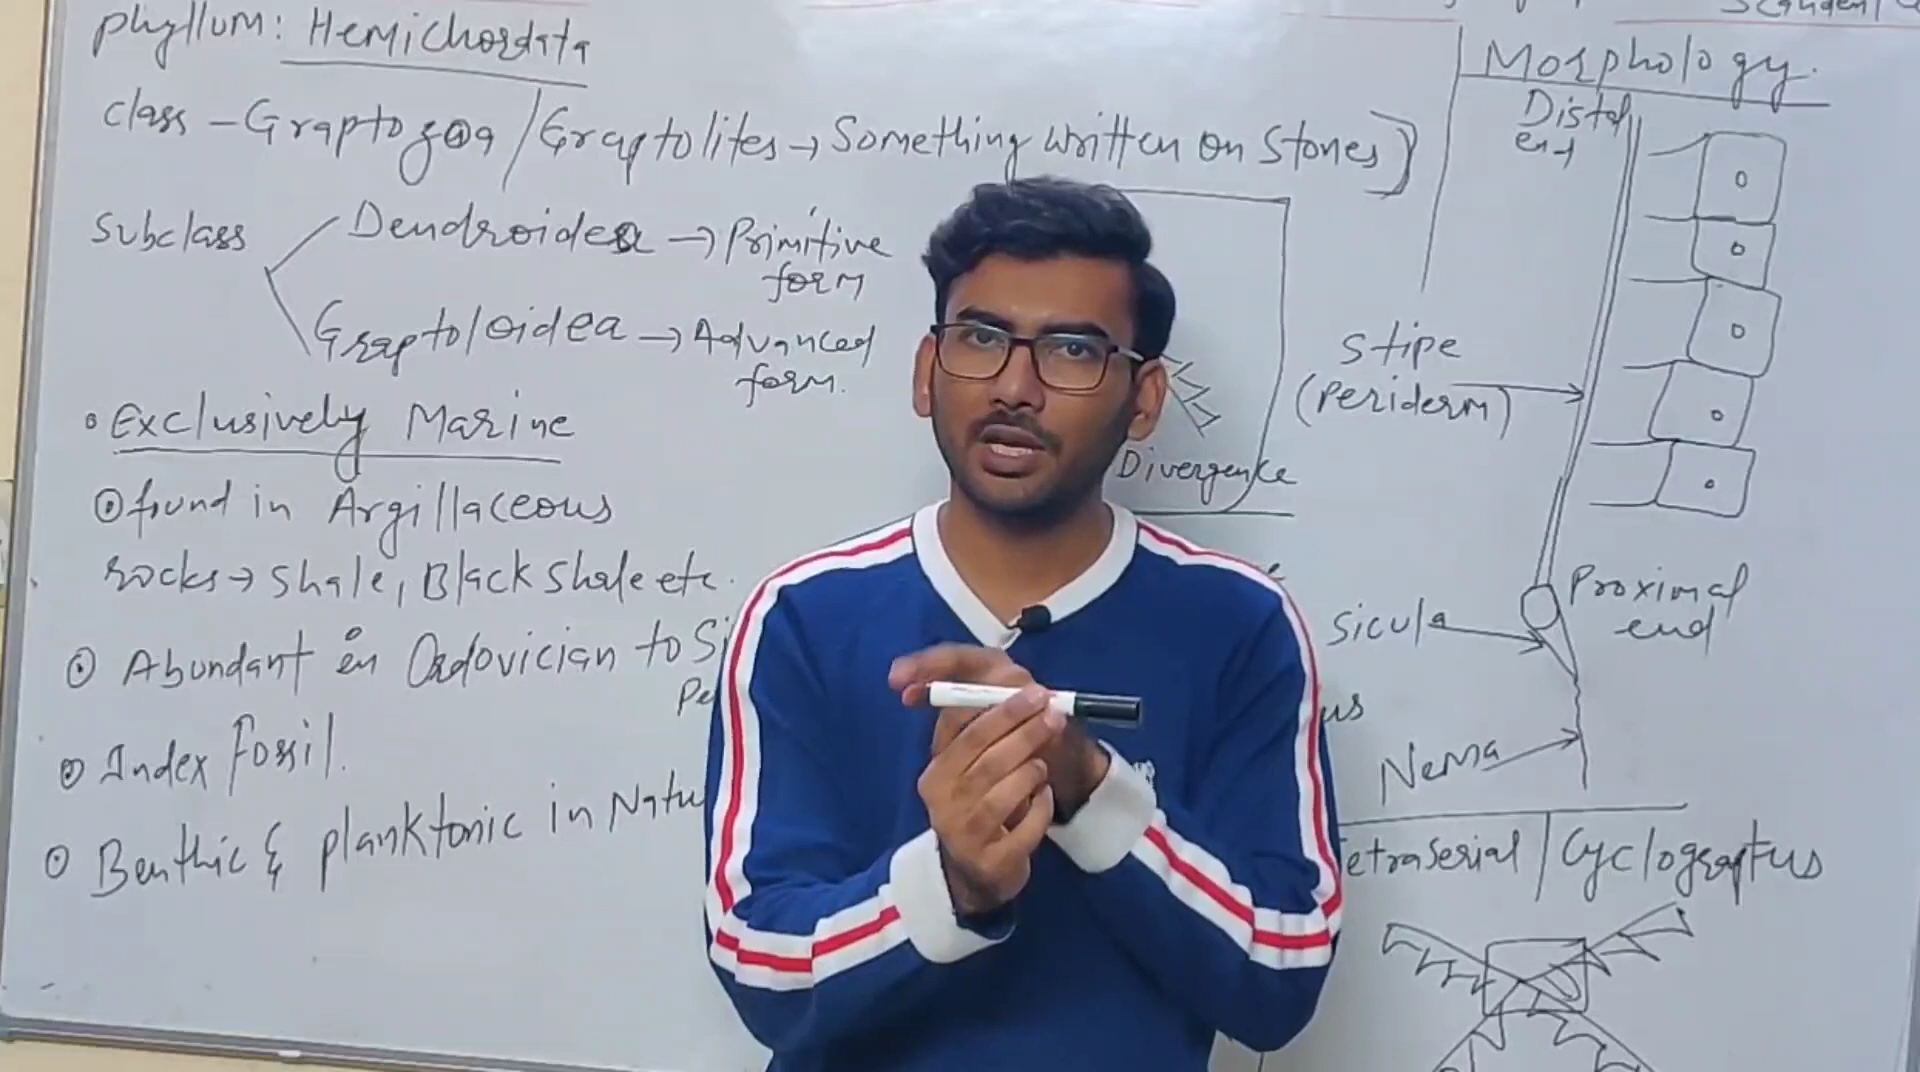 phyllum: Hemichordata
class - Graptozoa / Graptolites → Something written on stones
Subclass
Dendroidea → Primitive form
Graptoloidea → Advanced form.
Exclusively Marine
found in Argillaceous
rocks → Shale, Black Shale etc.
Abundant in Ordovician to Si
Pe
Index Fossil.
Benthic & planktonic in Natu
Divergence
Morphology.
Distal
end
Stipe
(Periderm)
Proximal
end
Sicula
us
Nema
etraserial / Cyclograptus